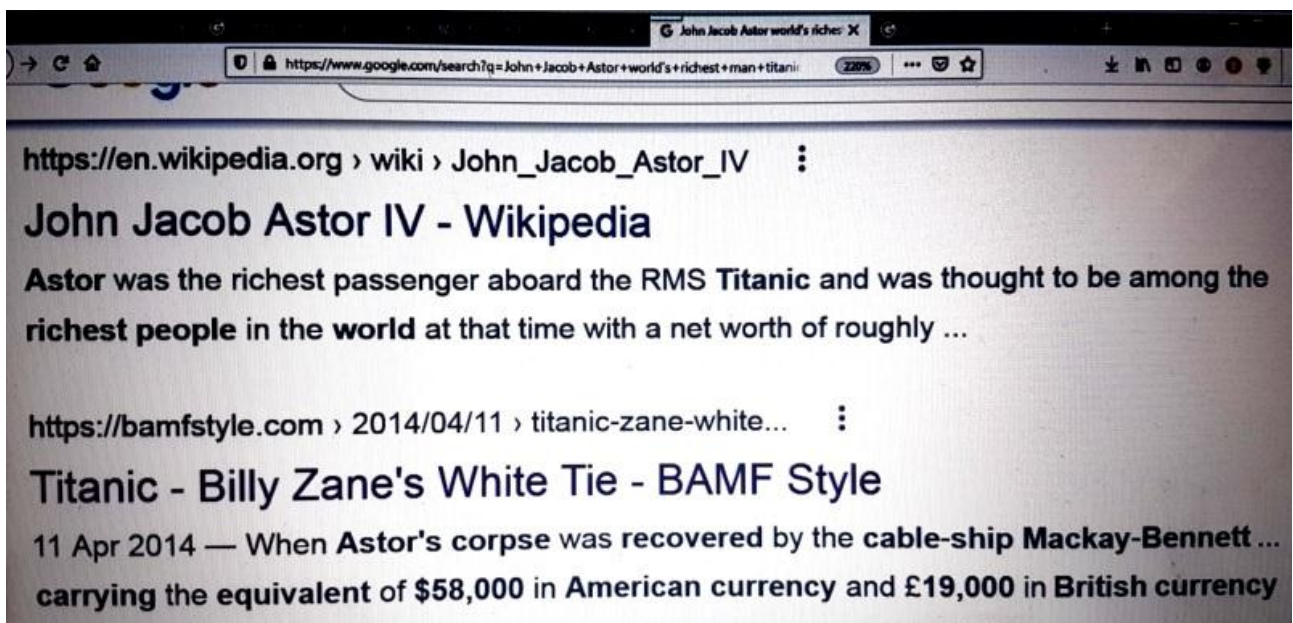 G John Jacob Astor world's riches X
https://www.google.com/search?q=John+Jacob+Astor+world's+richest+man+titani 220%
https://en.wikipedia.org › wiki › John_Jacob_Astor_IV
John Jacob Astor IV - Wikipedia
Astor was the richest passenger aboard the RMS Titanic and was thought to be among the
richest people in the world at that time with a net worth of roughly ...
https://bamfstyle.com › 2014/04/11 › titanic-zane-white...
Titanic - Billy Zane's White Tie - BAMF Style
11 Apr 2014 — When Astor's corpse was recovered by the cable-ship Mackay-Bennett ...
carrying the equivalent of $58,000 in American currency and £19,000 in British currency